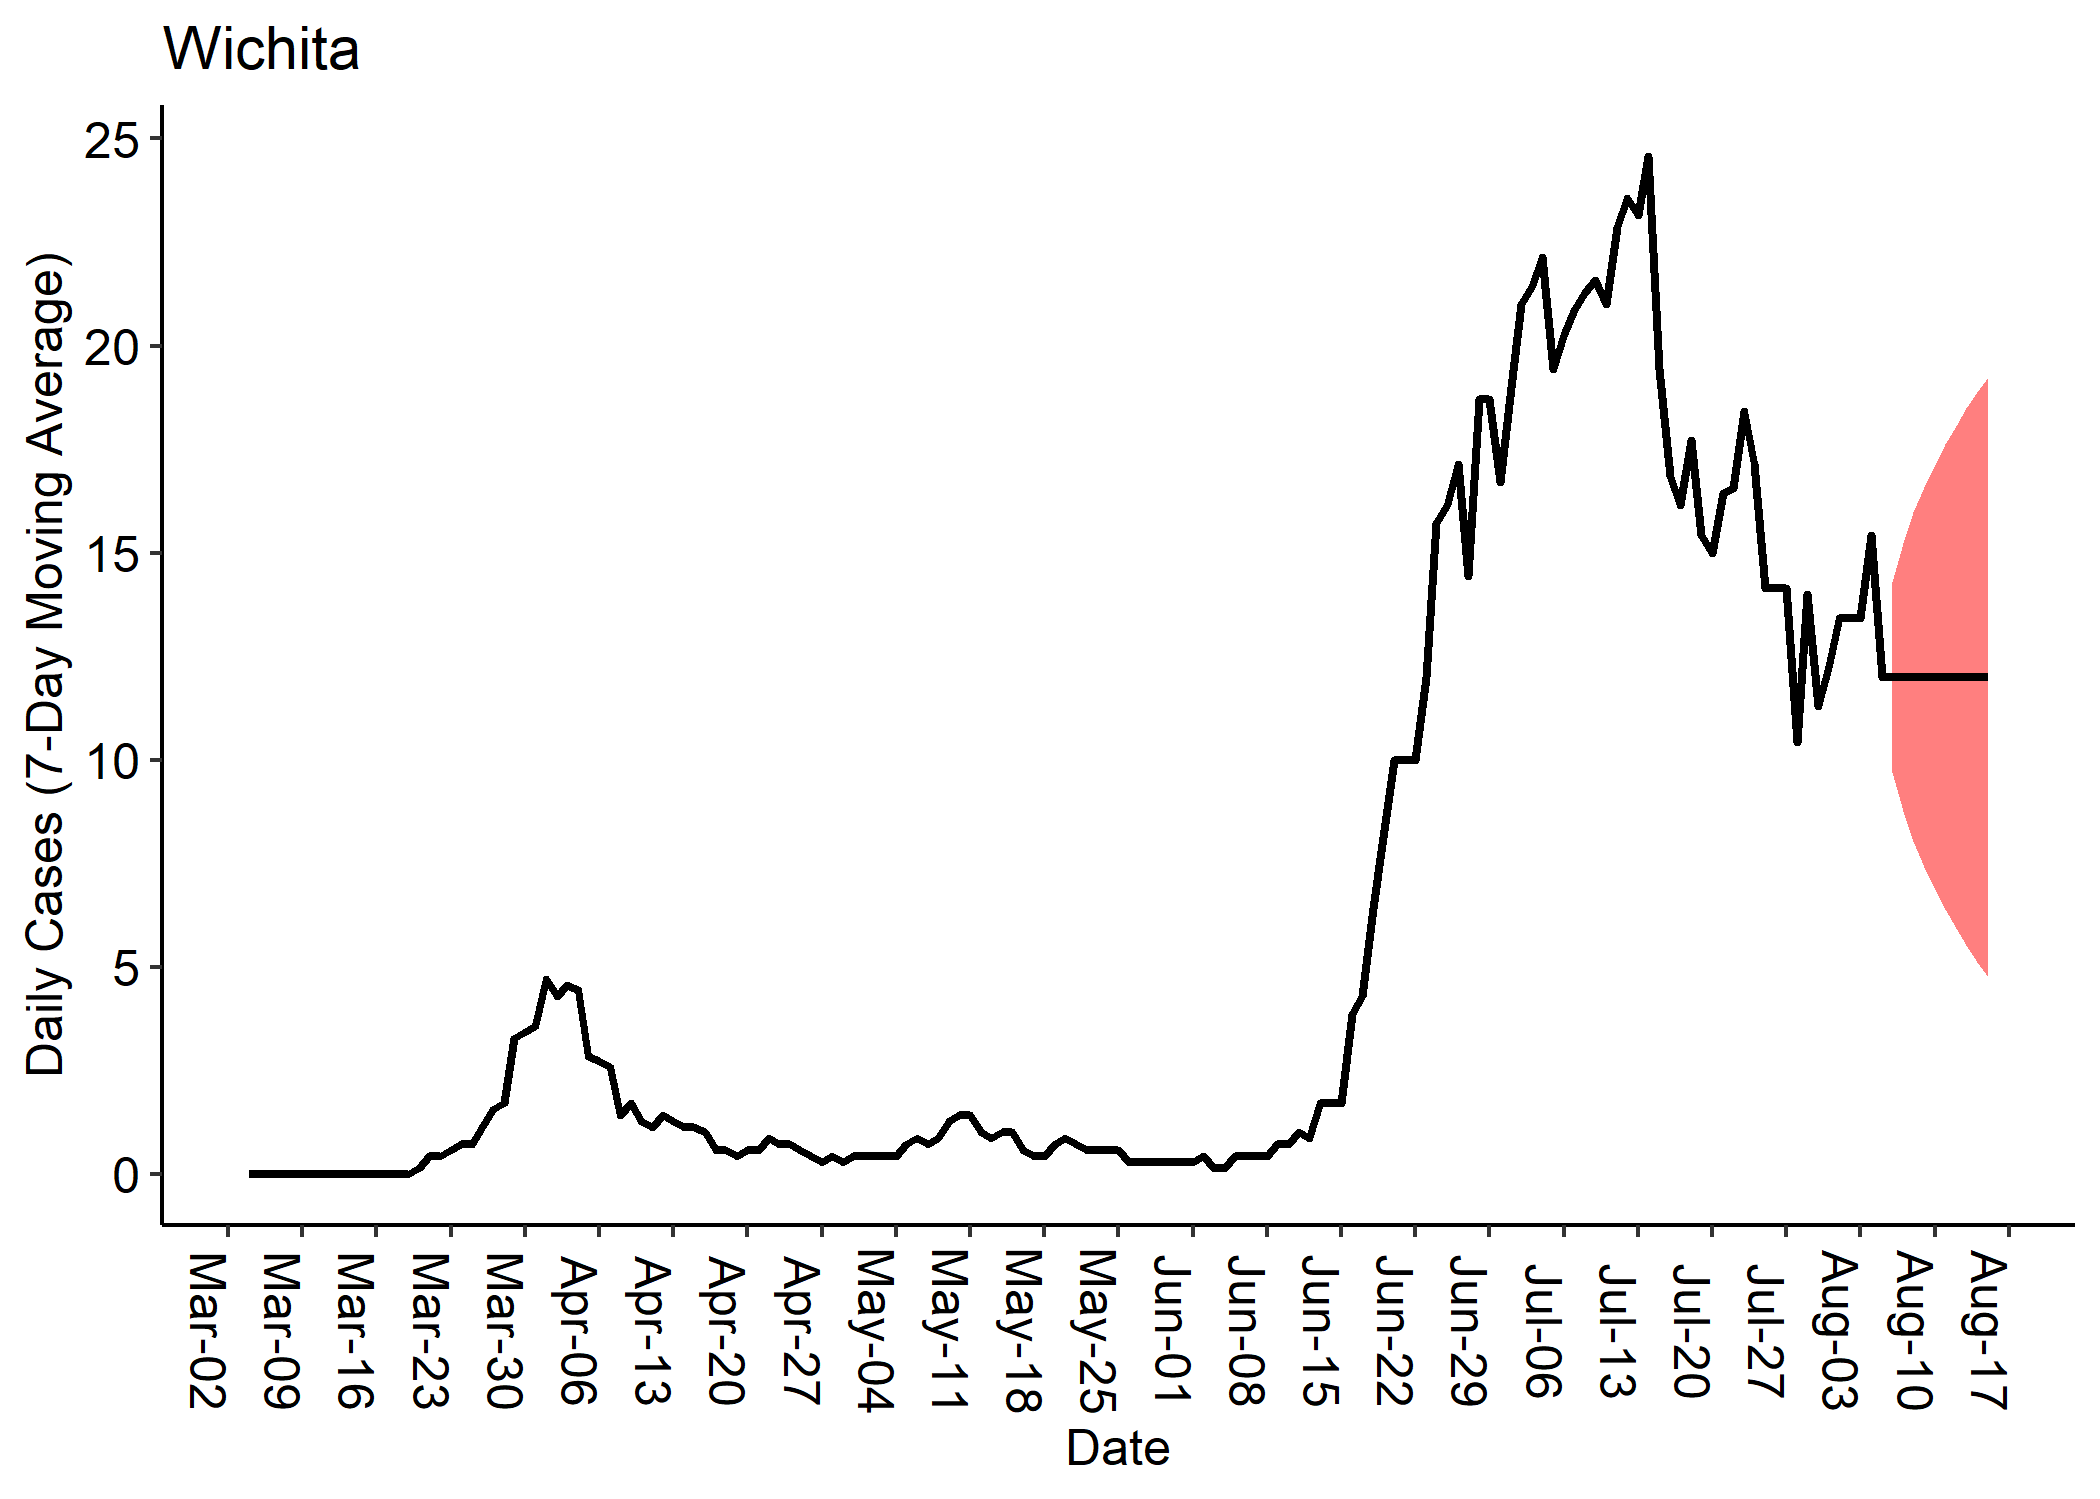 Wichita
Daily Cases (7-Day Moving Average)
25
20
15
10
5
0
Mar-02
Mar-09
Mar-16
Mar-23
Mar-30
Apr-06
Apr-13
Apr-20
Apr-27
May-04
May-11
May-18
May-25
Jun-01
Jun-08
Jun-15
Jun-22
Jun-29
Jul-06
Jul-13
Jul-20
Jul-27
Aug-03
Aug-10
Aug-17
Date